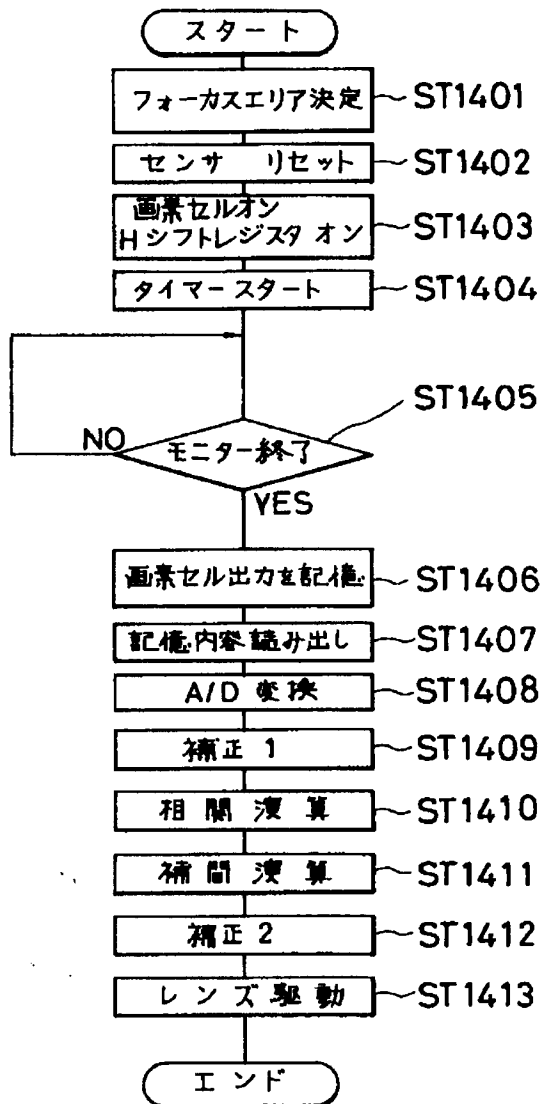 スタート
フォーカスエリア決定 ST1401
センサ リセット ST1402
画素セルオン
Hシフトレジスタ オン ST1403
タイマースタート ST1404
ST1405
NO モニター終了
YES
画素セル出力を記憶 ST1406
記憶内容読み出し ST1407
A/D 変換 ST1408
補正 1 ST1409
相関演算 ST1410
補間演算 ST1411
補正2 ST1412
レンズ駆動 ST1413
エンド